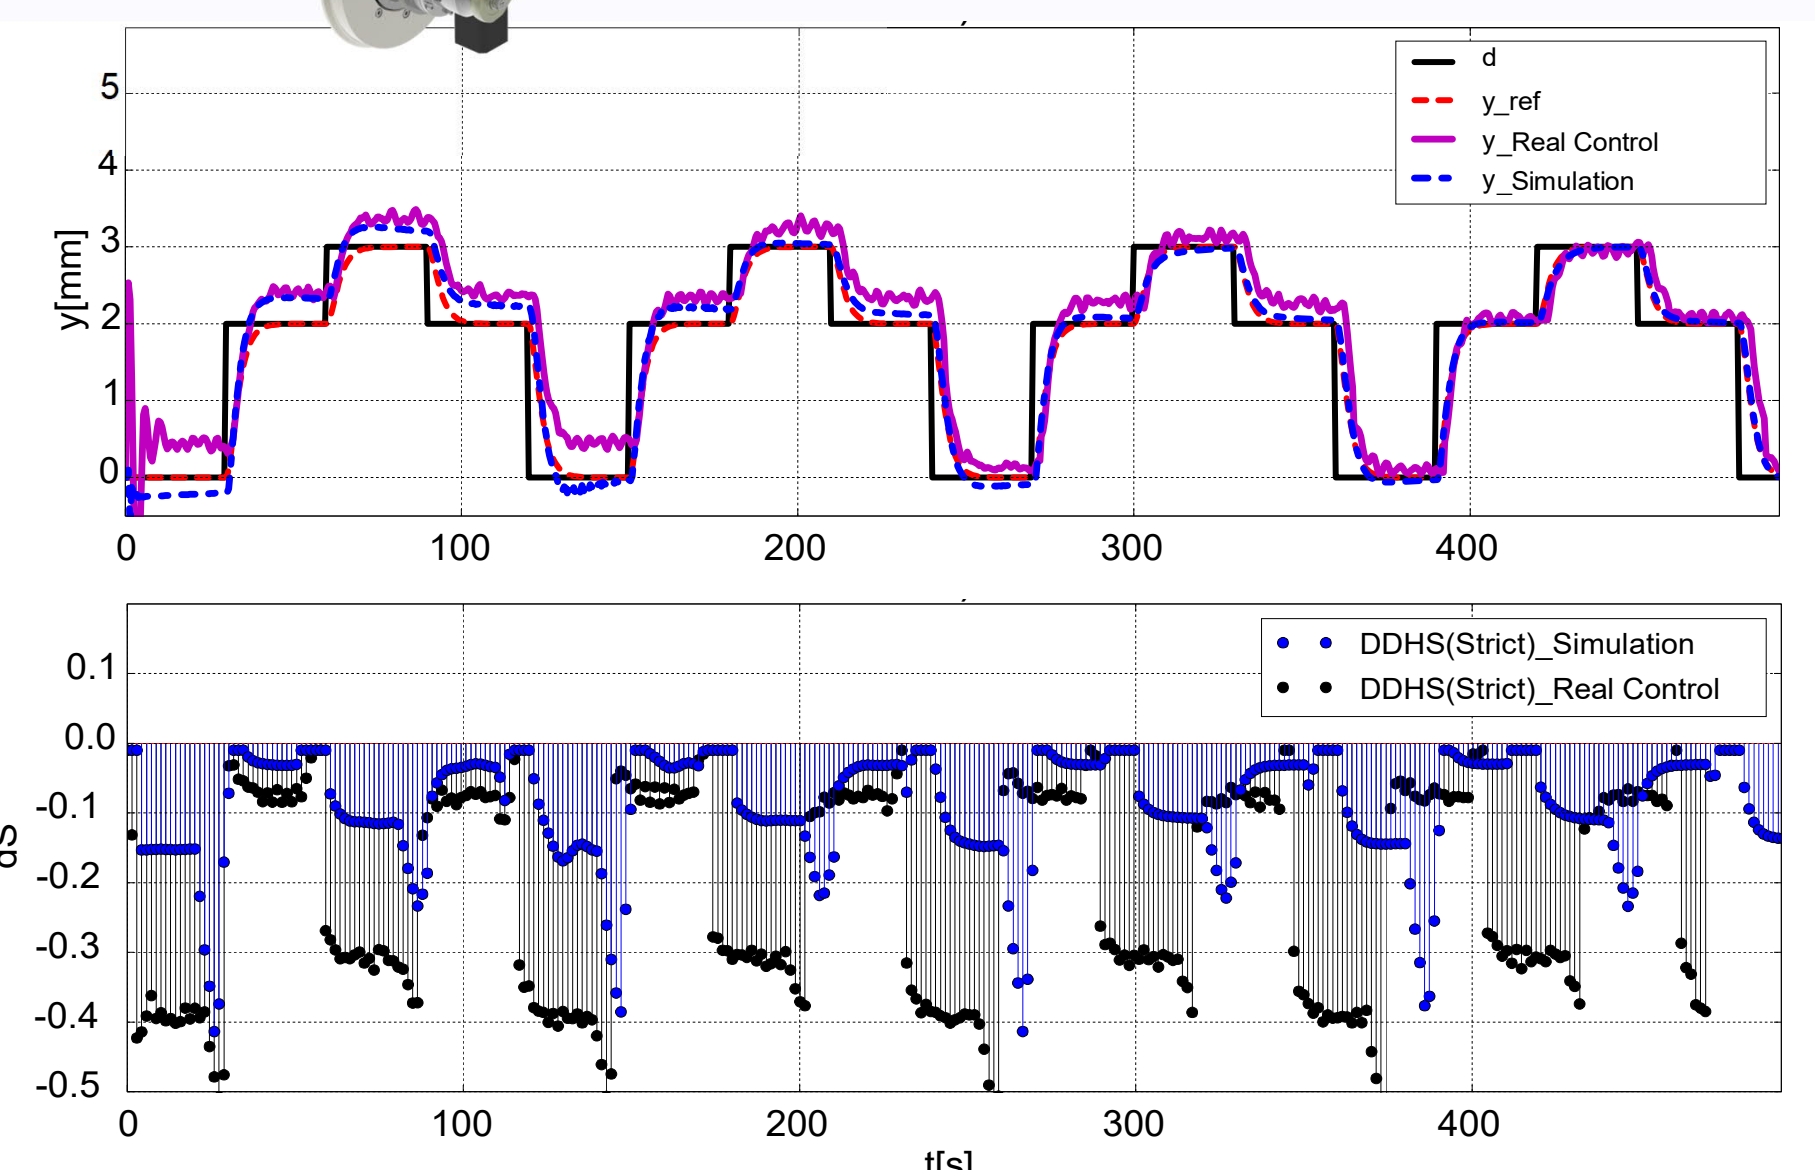 5
4
3
2
1
0
y[mm]
d
y_ref
y_Real Control
y_Simulation
0 100 200 300 400
0.1
0.0
-0.1
-0.2
-0.3
-0.4
-0.5
dS
DDHS(Strict)_Simulation
DDHS(Strict)_Real Control
0 100 200 300 400
t[s]